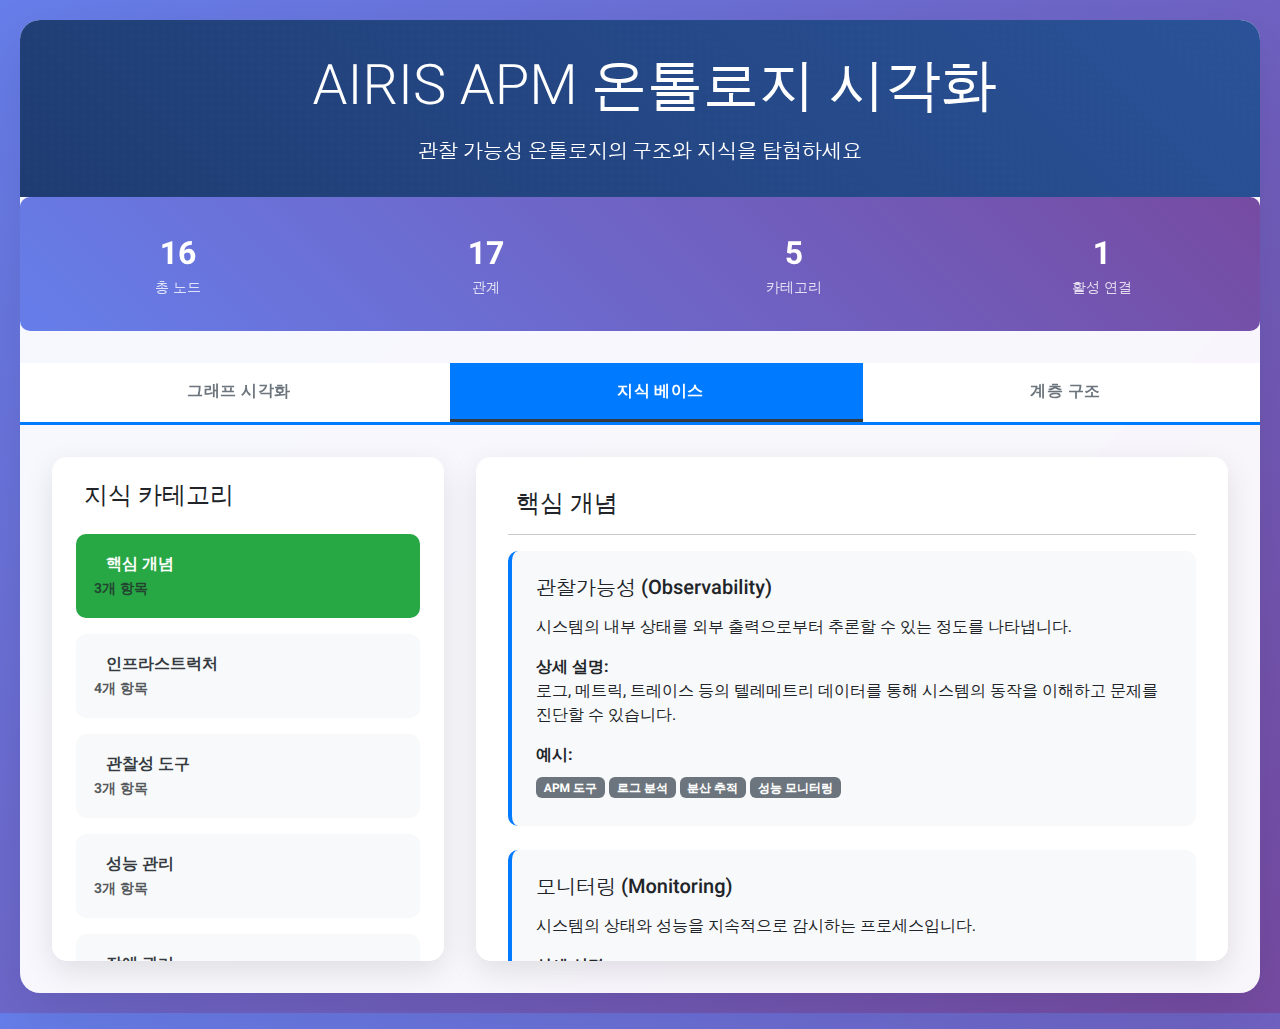 AIRIS APM 온톨로지 시각화
관찰 가능성 온톨로지의 구조와 지식을 탐험하세요
16
총 노드
17
관계
5
카테고리
1
활성 연결
그래프 시각화
지식 베이스
계층 구조
지식 카테고리
핵심 개념
3개 항목
인프라스트럭처
4개 항목
관찰성 도구
3개 항목
성능 관리
3개 항목
핵심 개념
관찰가능성 (Observability)
시스템의 내부 상태를 외부 출력으로부터 추론할 수 있는 정도를 나타냅니다.
상세 설명:
로그, 메트릭, 트레이스 등의 텔레메트리 데이터를 통해 시스템의 동작을 이해하고 문제를
진단할 수 있습니다.
예시:
APM 도구 로그 분석 분산 추적 성능 모니터링
모니터링 (Monitoring)
시스템의 상태와 성능을 지속적으로 감시하는 프로세스입니다.